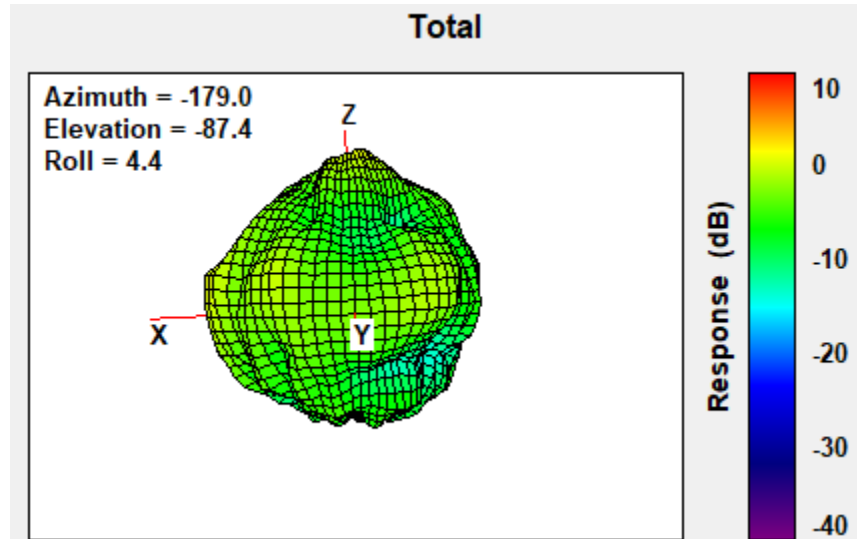 Total
Azimuth = -179.0
Elevation = -87.4
Roll = 4.4
Z
X
Y
10
0
-10
-20
-30
-40
Response (dB)